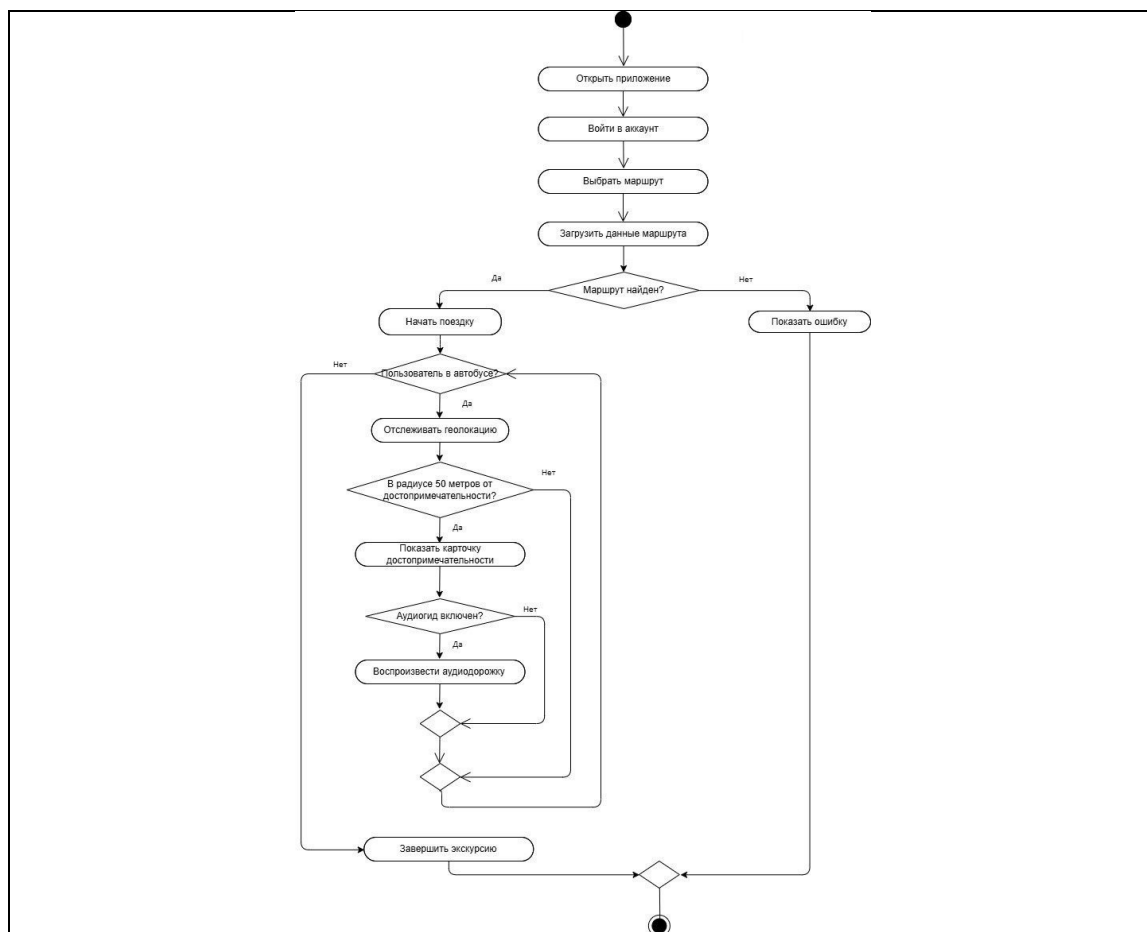 Открыть приложение
Войти в аккаунт
Выбрать маршрут
Загрузить данные маршрута
Да
Маршрут найден?
Нет
Начать поездку
Показать ошибку
Нет
Пользователь в автобусе?
Да
Отслеживать геолокацию
В радиусе 50 метров от
достопримечательности?
Нет
Да
Показать карточку
достопримечательности
Аудиогид включен?
Нет
Да
Воспроизвести аудиодорожку
Завершить экскурсию